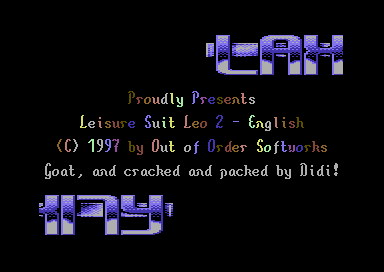 Proudly Presents
Leisure Suit Leo 2 - English
(C) 1997 by Out of Order Softworks
Goat, and cracked and packed by Didi!